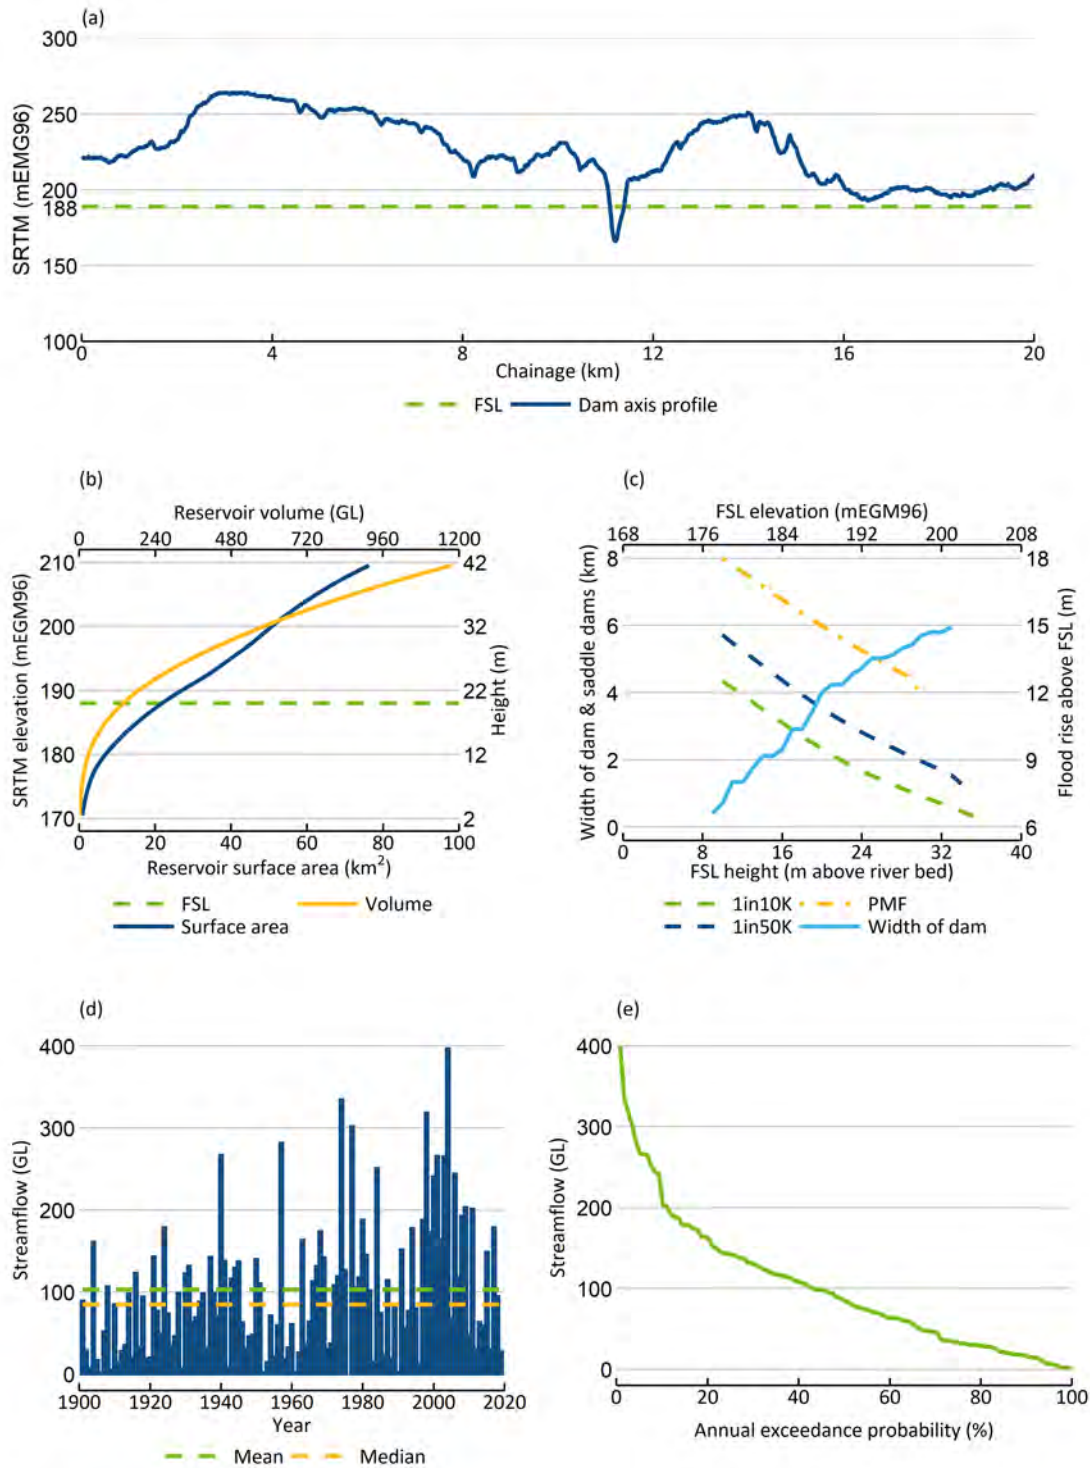 (a)
300
250
200
188
150
100
SRTM (mEMG96)
0 4 8 12 16 20
Chainage (km)
FSL Dam axis profile
(b)
Reservoir volume (GL)
0 240 480 720 960 1200
210 42
200 32
190 22
180 12
170 2
SRTM elevation (mEGM96)
Height (m)
0 20 40 60 80 100
Reservoir surface area (km²)
FSL Volume
Surface area
(c)
FSL elevation (mEGM96)
168 176 184 192 200 208
8 18
6 15
4 12
2 9
0 6
Width of dam & saddle dams (km)
Flood rise above FSL (m)
0 8 16 24 32 40
FSL height (m above river bed)
1in10K PMF
1in50K Width of dam
(d)
400
300
200
100
0
Streamflow (GL)
1900 1920 1940 1960 1980 2000 2020
Year
Mean Median
(e)
400
300
200
100
0
Streamflow (GL)
0 20 40 60 80 100
Annual exceedance probability (%)